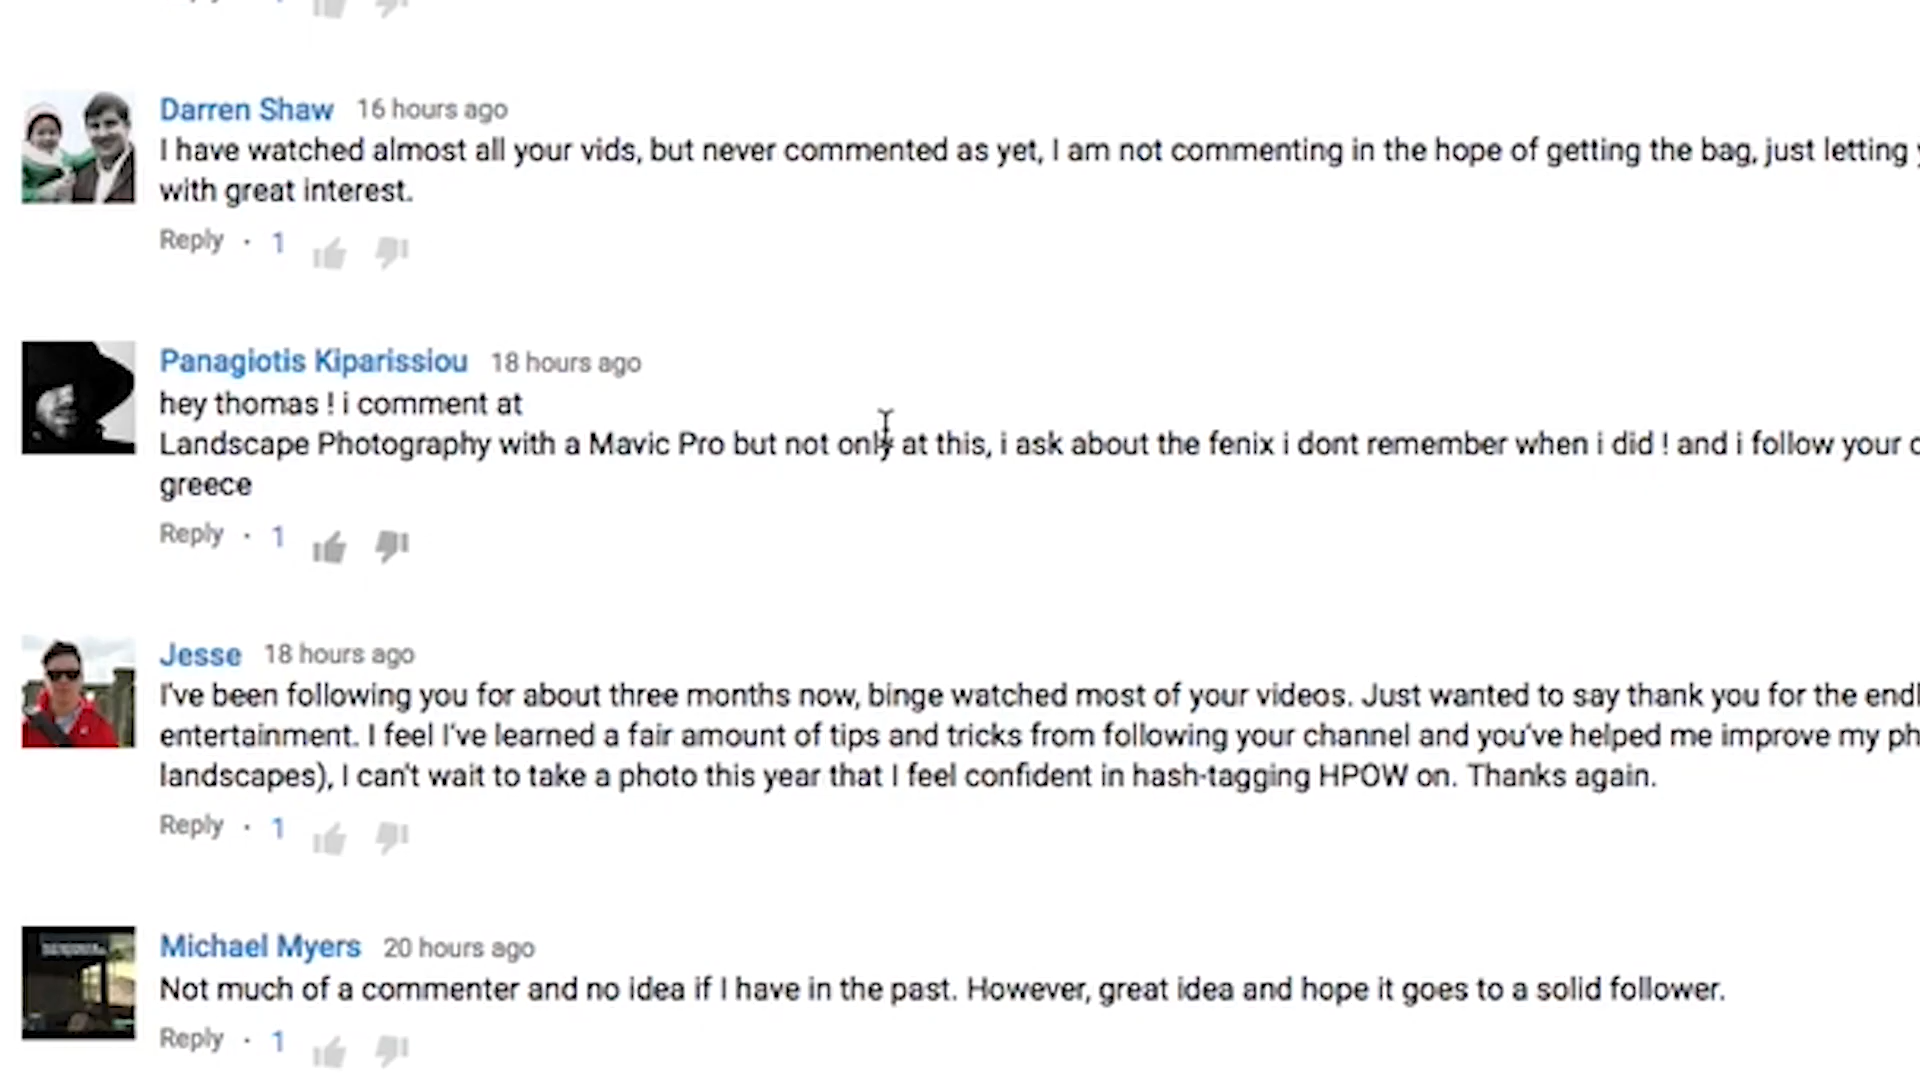 Darren Shaw 16 hours ago
I have watched almost all your vids, but never commented as yet, I am not commenting in the hope of getting the bag, just letting
with great interest.
Reply · 1
Panagiotis Kiparissiou 18 hours ago
hey thomas ! i comment at
Landscape Photography with a Mavic Pro but not only at this, i ask about the fenix i dont remember when i did ! and i follow your
greece
Reply · 1
Jesse 18 hours ago
I've been following you for about three months now, binge watched most of your videos. Just wanted to say thank you for the
entertainment. I feel I've learned a fair amount of tips and tricks from following your channel and you've helped me improve my
landscapes), I can't wait to take a photo this year that I feel confident in hash-tagging HPOW on. Thanks again.
Reply · 1
Michael Myers 20 hours ago
Not much of a commenter and no idea if I have in the past. However, great idea and hope it goes to a solid follower.
Reply · 1